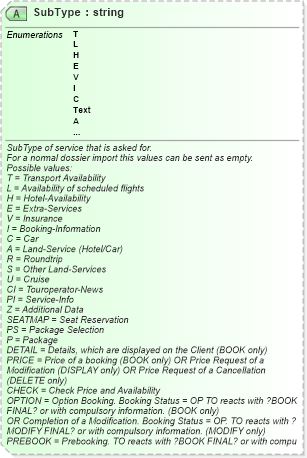 A SubType : string
Enumerations T
L
H
E
V
I
C
Text
A
...
SubType of service that is asked for.
For a normal dossier import this values can be sent as empty.
Possible values:
T = Transport Availability
L = Availability of scheduled flights
H = Hotel-Availability
E = Extra-Services
V = Insurance
I = Booking-Information
C = Car
A = Land-Service (Hotel/Car)
R = Roundtrip
S = Other Land-Services
U = Cruise
CI = Touroperator-News
PI = Service-Info
Z = Additional Data
SEATMAP = Seat Reservation
PS = Package Selection
P = Package
DETAIL = Details, which are displayed on the Client (BOOK only)
PRICE = Price of a booking (BOOK only) OR Price Request of a
Modification (DISPLAY only) OR Price Request of a Cancellation
(DELETE only)
CHECK = Check Price and Availability
OPTION = Option Booking. Booking Status = OP TO reacts with ?BOOK
FINAL? or with compulsory information. (BOOK only)
OR Completion of a Modification. Booking Status = OP. TO reacts with ?
MODIFY FINAL? or with compulsory information. (MODIFY only)
PREBOOK = Prebooking. TO reacts with ?BOOK FINAL? or with compu